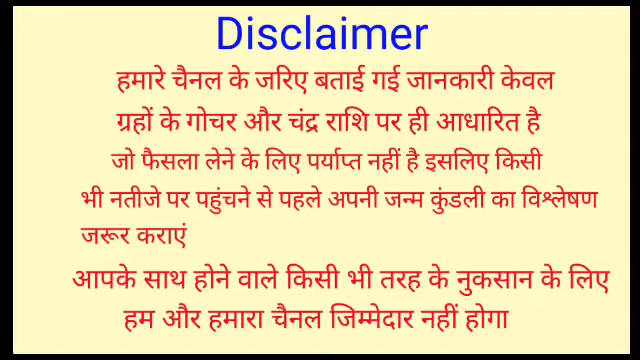 Disclaimer
हमारे चैनल के जरिए बताई गई जानकारी केवल
ग्रहों के गोचर और चंद्र राशि पर ही आधारित है
जो फैसला लेने के लिए पर्याप्त नहीं है इसलिए किसी
भी नतीजे पर पहुंचने से पहले अपनी जन्म कुंडली का विश्लेषण
जरूर कराएं
आपके साथ होने वाले किसी भी तरह के नुकसान के लिए
हम और हमारा चैनल जिम्मेदार नहीं होगा